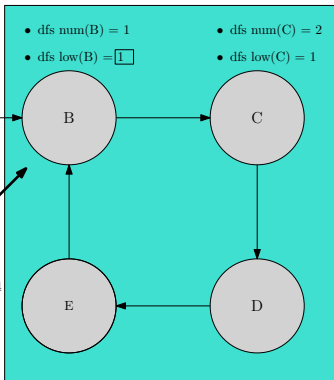 • dfs num(B) = 1
• dfs low(B) = 1
• dfs num(C) = 2
• dfs low(C) = 1
B
C
E
D